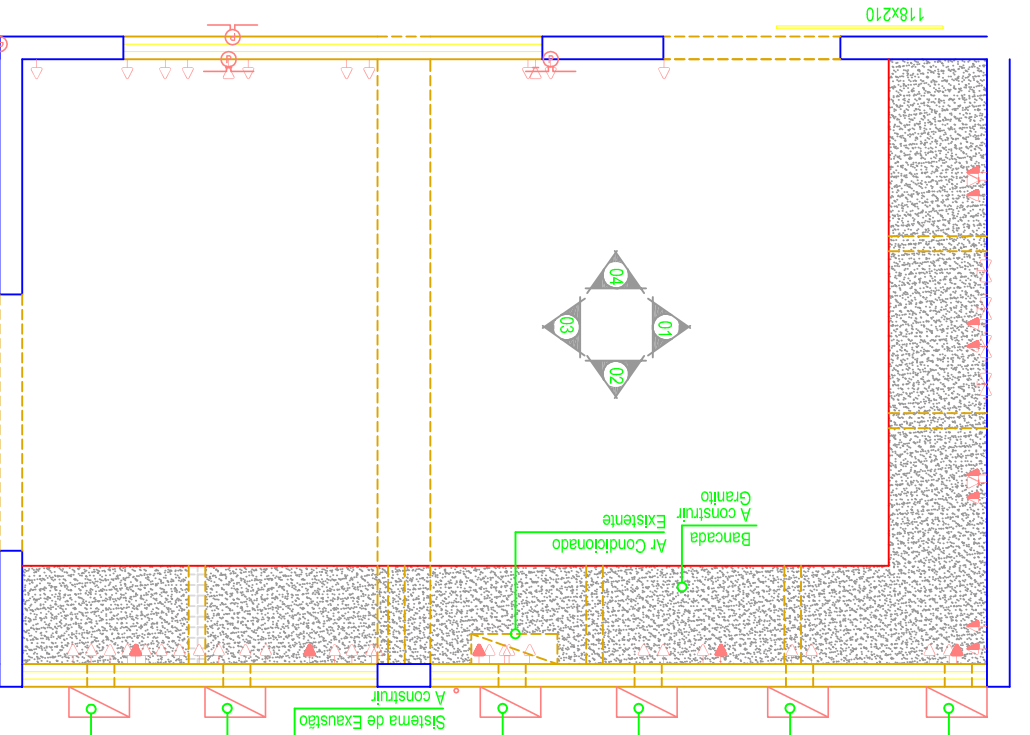 118x210
04
03
01
02
Bancada
A construir
Granito
Ar Condicionado
Existente
Sistema de Exaustão
A construir